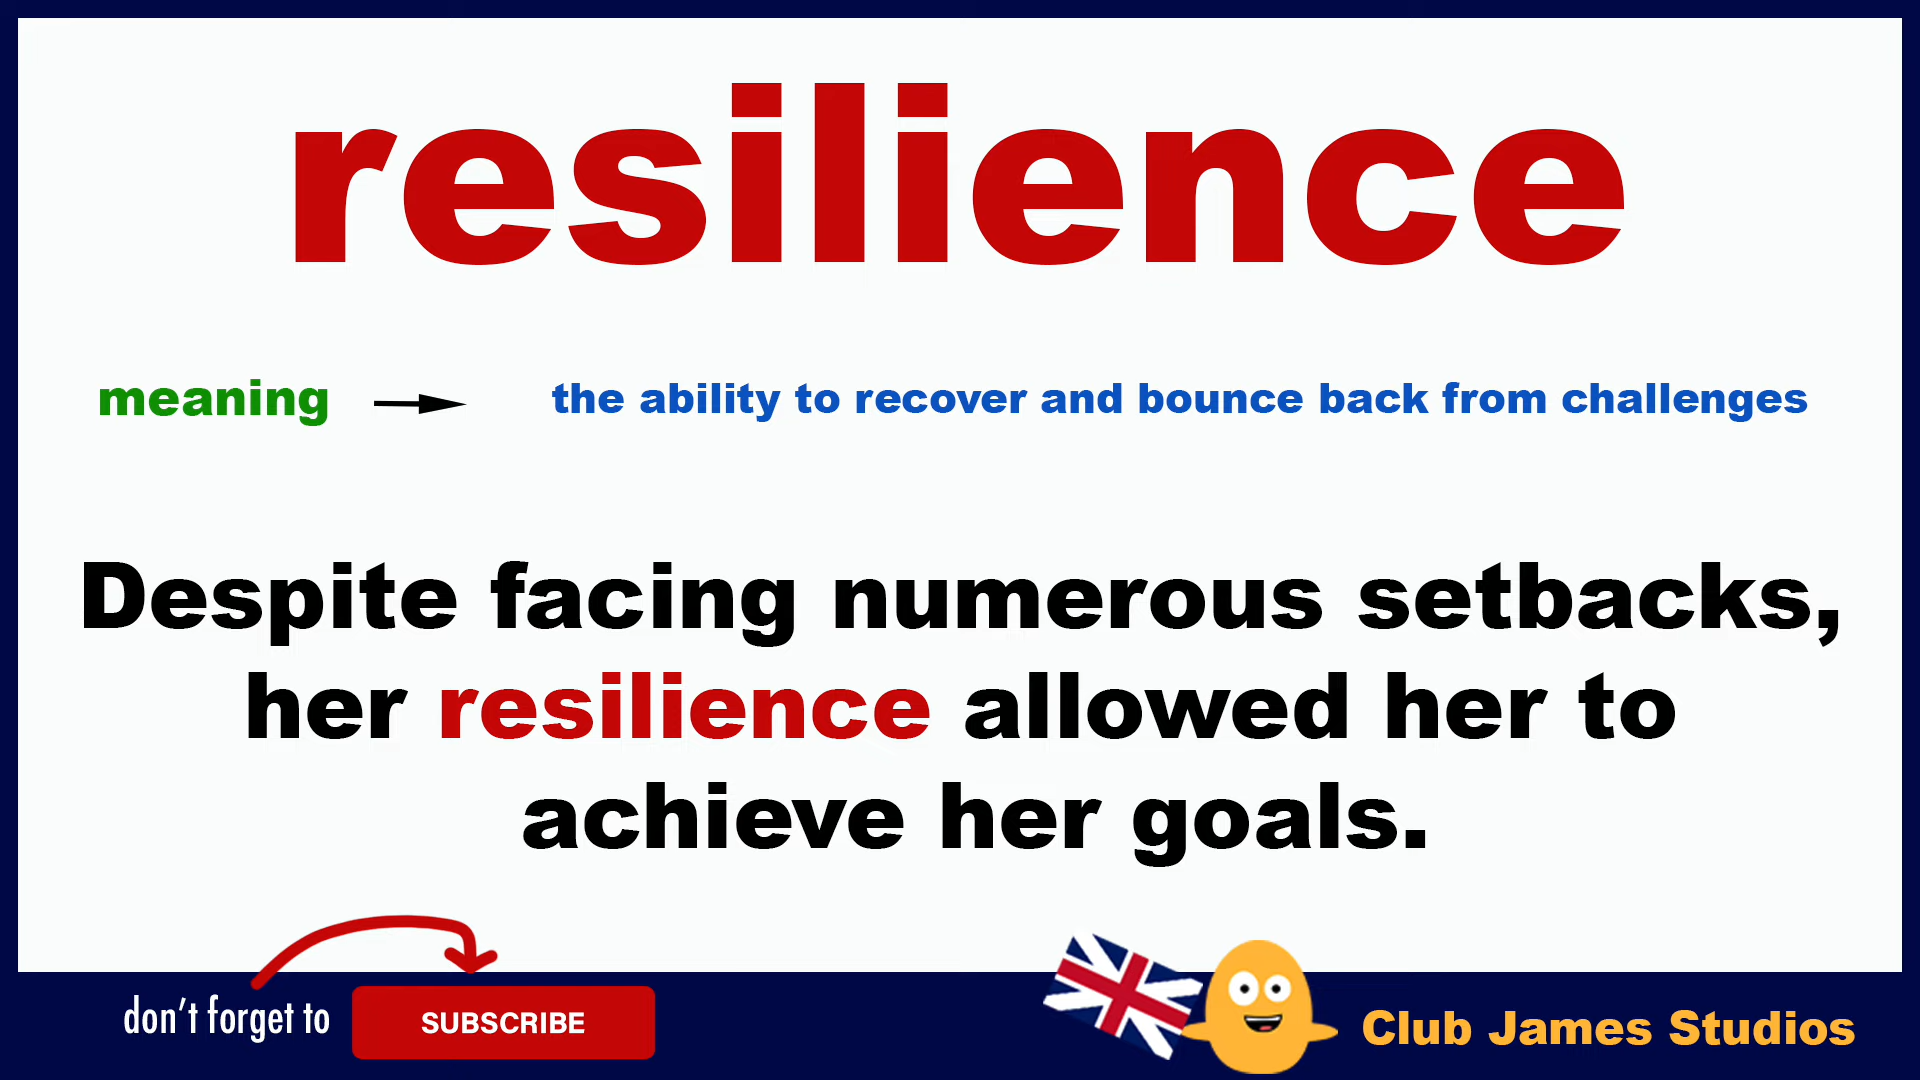 resilience
meaning
the ability to recover and bounce back from challenges
Despite facing numerous setbacks,
her resilience allowed her to
achieve her goals.
don't forget to
SUBSCRIBE
Club James Studios